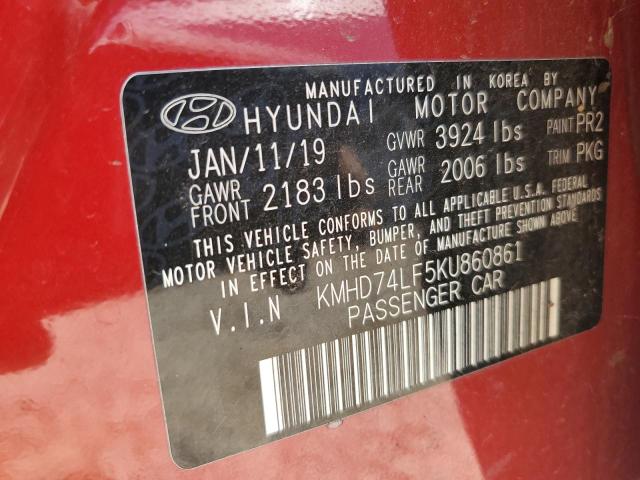 MANUFACTURED IN KOREA BY
HYUNDAI MOTOR COMPANY
JAN/11/19 GVWR 3924 lbs PAINT PR2
GAWR FRONT 2183 lbs GAWR REAR 2006 lbs TRIM PKG
THIS VEHICLE CONFORMS TO ALL APPLICABLE U.S.A. FEDERAL
MOTOR VEHICLE SAFETY, BUMPER, AND THEFT PREVENTION STANDARDS
IN EFFECT ON THE DATE OF MANUFACTURE SHOWN ABOVE
V.I.N KMHD74LF5KU860861
PASSENGER CAR